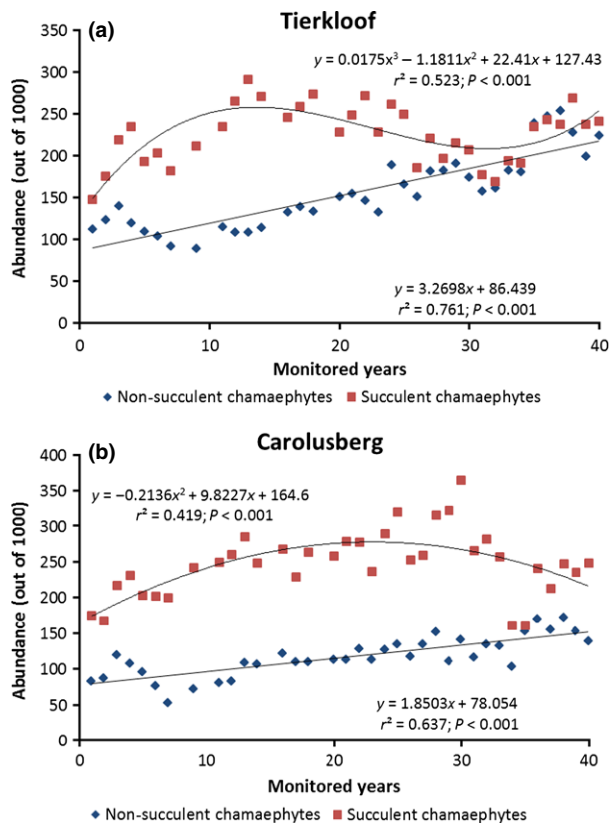 Tierkloof
(a)
y = 0.0175x³ − 1.1811x² + 22.41x + 127.43
r² = 0.523; P < 0.001
Abundance (out of 1000)
350
300
250
200
150
100
50
0
y = 3.2698x + 86.439
r² = 0.761; P < 0.001
0 10 20 30 40
Monitored years
Non-succulent chamaephytes Succulent chamaephytes
Carolusberg
(b)
y = −0.2136x² + 9.8227x + 164.6
r² = 0.419; P < 0.001
Abundance (out of 1000)
400
350
300
250
200
150
100
50
0
y = 1.8503x + 78.054
r² = 0.637; P < 0.001
0 10 20 30 40
Monitored years
Non-succulent chamaephytes Succulent chamaephytes